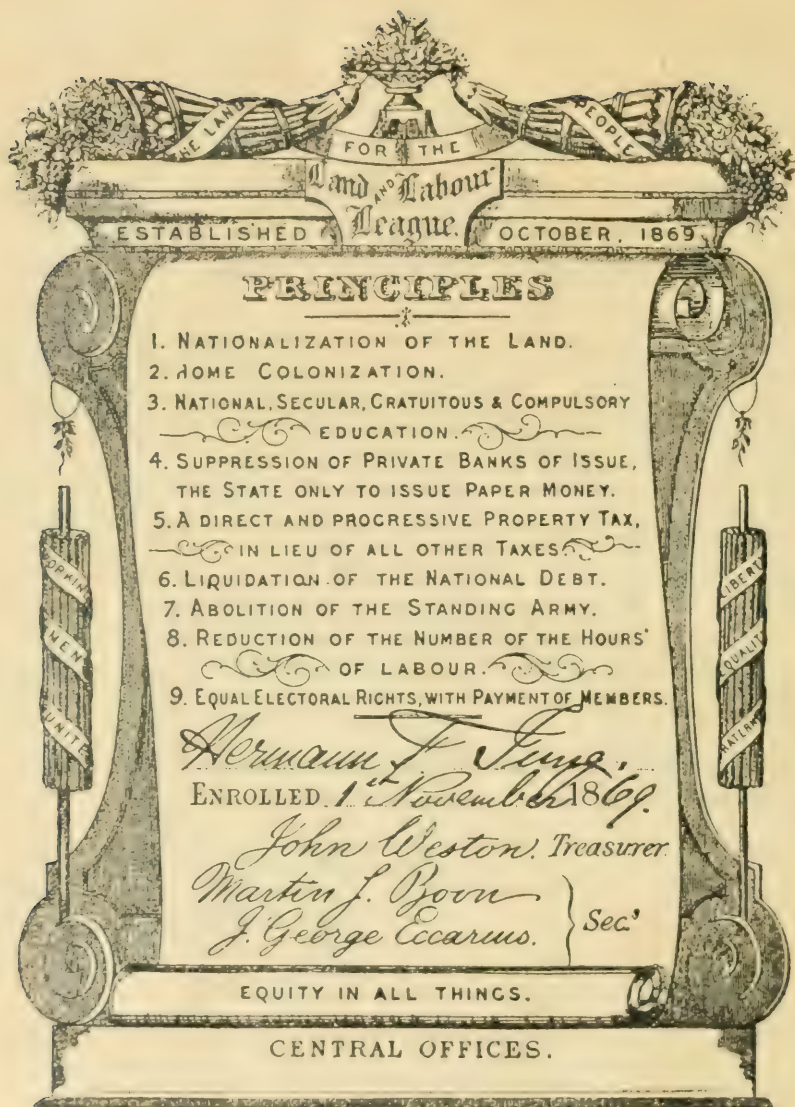 THE LAND
FOR THE
PEOPLE
Land AND Labour
League.
ESTABLISHED
OCTOBER, 1869
PRINCIPLES
1. NATIONALIZATION OF THE LAND.
2. HOME COLONIZATION.
3. NATIONAL, SECULAR, GRATUITOUS & COMPULSORY
EDUCATION.
4. SUPPRESSION OF PRIVATE BANKS OF ISSUE,
THE STATE ONLY TO ISSUE PAPER MONEY.
5. A DIRECT AND PROGRESSIVE PROPERTY TAX,
IN LIEU OF ALL OTHER TAXES
6. LIQUIDATION OF THE NATIONAL DEBT.
7. ABOLITION OF THE STANDING ARMY.
8. REDUCTION OF THE NUMBER OF THE HOURS'
OF LABOUR.
9. EQUAL ELECTORAL RIGHTS, WITH PAYMENT OF MEMBERS.
WORKING
MEN
UNITE
LIBERTY
EQUALITY
FRATERNI
Hermann F. Jung.
ENROLLED 1st November 1869.
John Weston. Treasurer
Martin J. Boon
J. George Eccarius.
Secs
EQUITY IN ALL THINGS.
CENTRAL OFFICES.